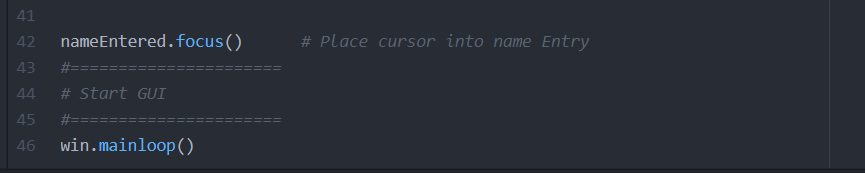 41
42 nameEntered.focus()      # Place cursor into name Entry
43 #======================
44 # Start GUI
45 #======================
46 win.mainloop()